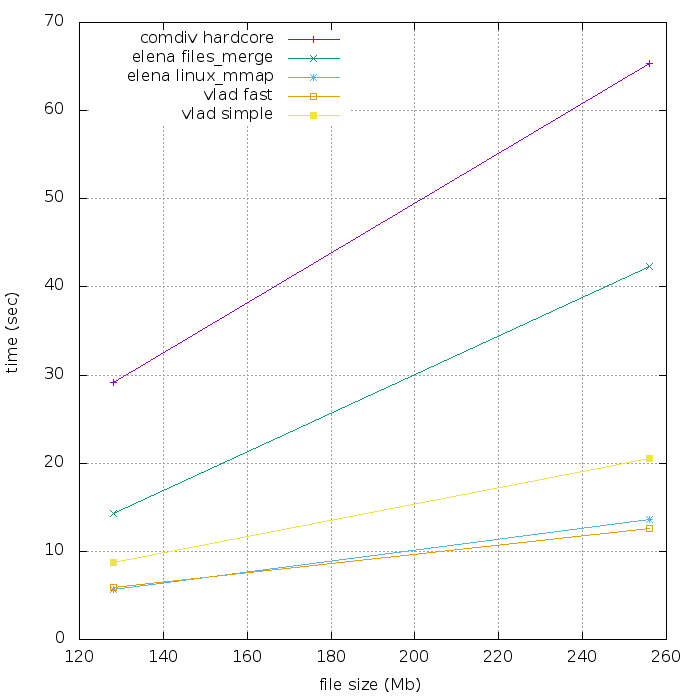 70
60
50
40
30
20
10
0
time (sec)
comdiv hardcore
elena files_merge
elena linux_mmap
vlad fast
vlad simple
120 140 160 180 200 220 240 260
file size (Mb)